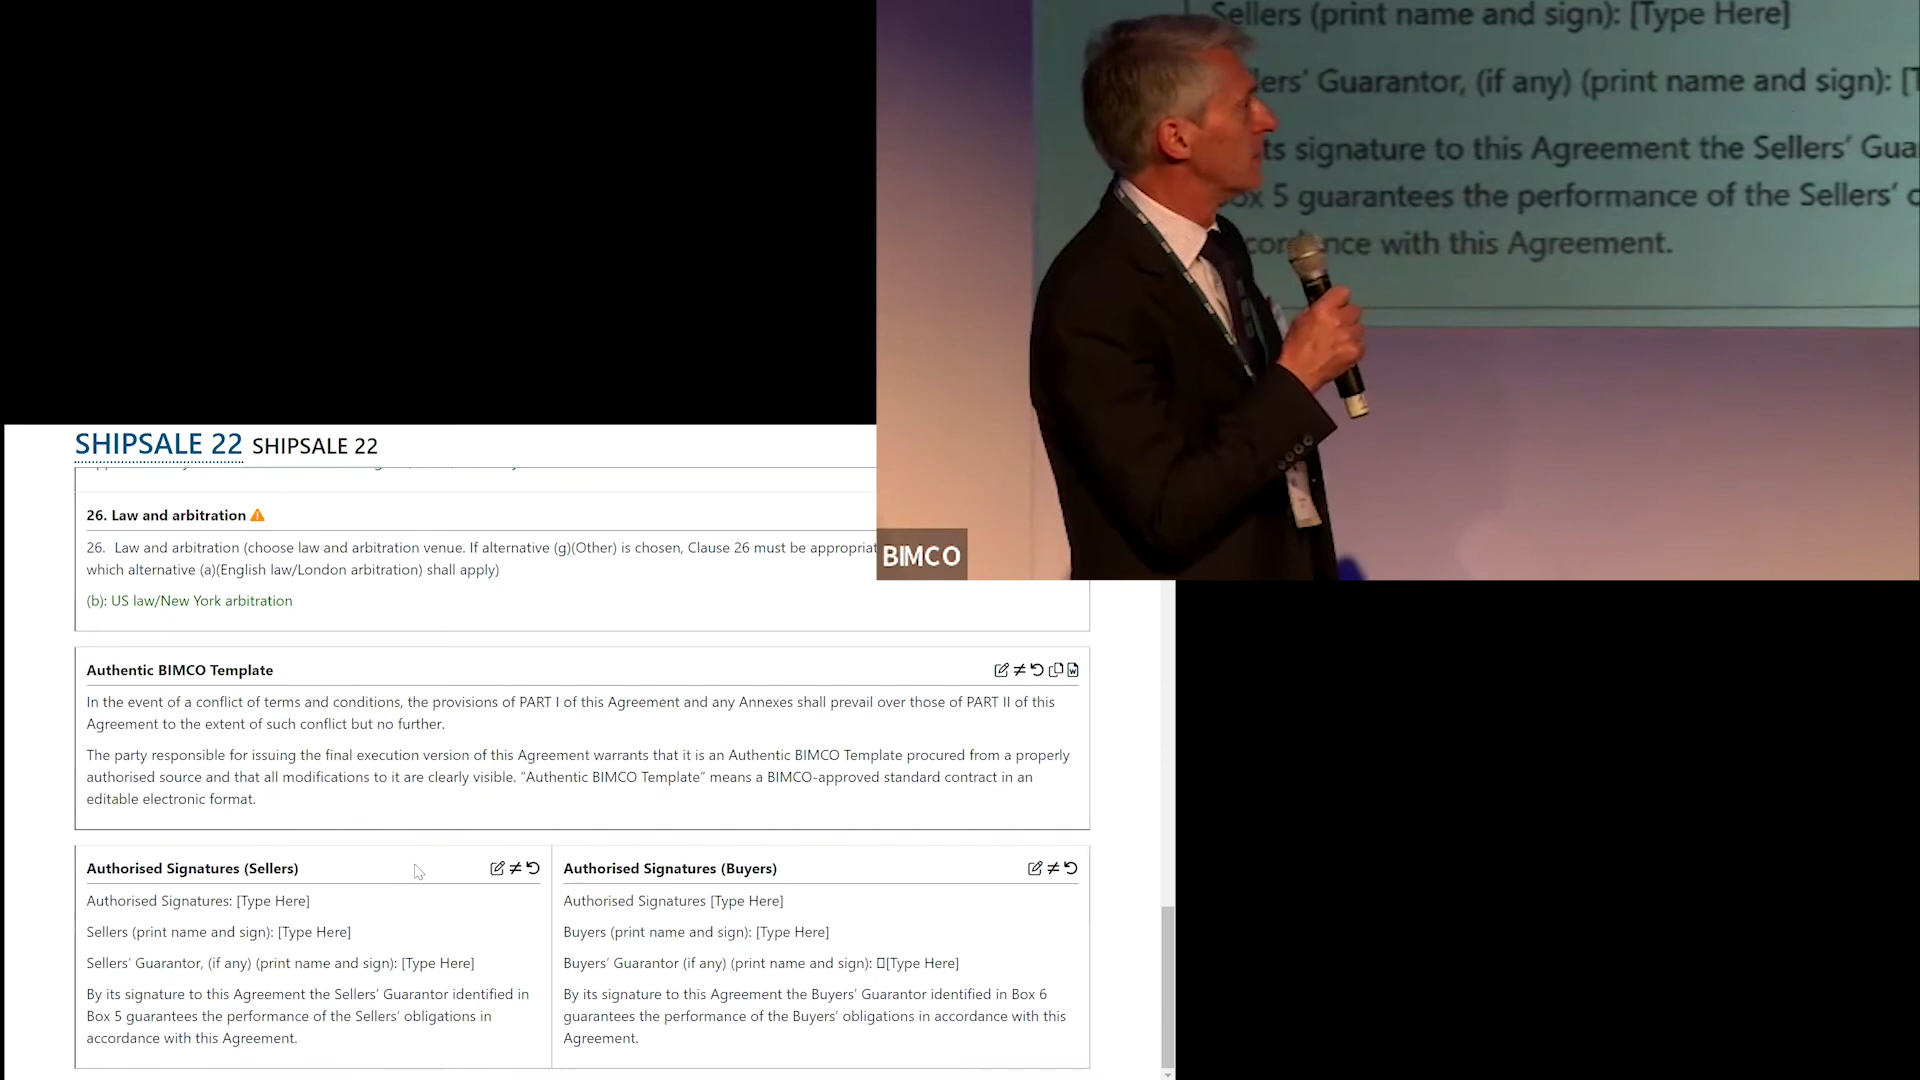 Sellers (print name and sign): [Type Here]
lers' Guarantor, (if any) (print name and sign): [T
ts signature to this Agreement the Sellers' Gua
ox 5 guarantees the performance of the Sellers' o
cordance with this Agreement.
BIMCO
SHIPSALE 22 SHIPSALE 22
26. Law and arbitration
26. Law and arbitration (choose law and arbitration venue. If alternative (g)(Other) is chosen, Clause 26 must be appropriat
which alternative (a)(English law/London arbitration) shall apply)
(b): US law/New York arbitration
Authentic BIMCO Template
In the event of a conflict of terms and conditions, the provisions of PART I of this Agreement and any Annexes shall prevail over those of PART II of this
Agreement to the extent of such conflict but no further.
The party responsible for issuing the final execution version of this Agreement warrants that it is an Authentic BIMCO Template procured from a properly
authorised source and that all modifications to it are clearly visible. “Authentic BIMCO Template” means a BIMCO-approved standard contract in an
editable electronic format.
Authorised Signatures (Sellers)
Authorised Signatures: [Type Here]
Sellers (print name and sign): [Type Here]
Sellers’ Guarantor, (if any) (print name and sign): [Type Here]
By its signature to this Agreement the Sellers’ Guarantor identified in
Box 5 guarantees the performance of the Sellers’ obligations in
accordance with this Agreement.
Authorised Signatures (Buyers)
Authorised Signatures [Type Here]
Buyers (print name and sign): [Type Here]
Buyers’ Guarantor (if any) (print name and sign): [Type Here]
By its signature to this Agreement the Buyers’ Guarantor identified in Box 6
guarantees the performance of the Buyers’ obligations in accordance with this
Agreement.